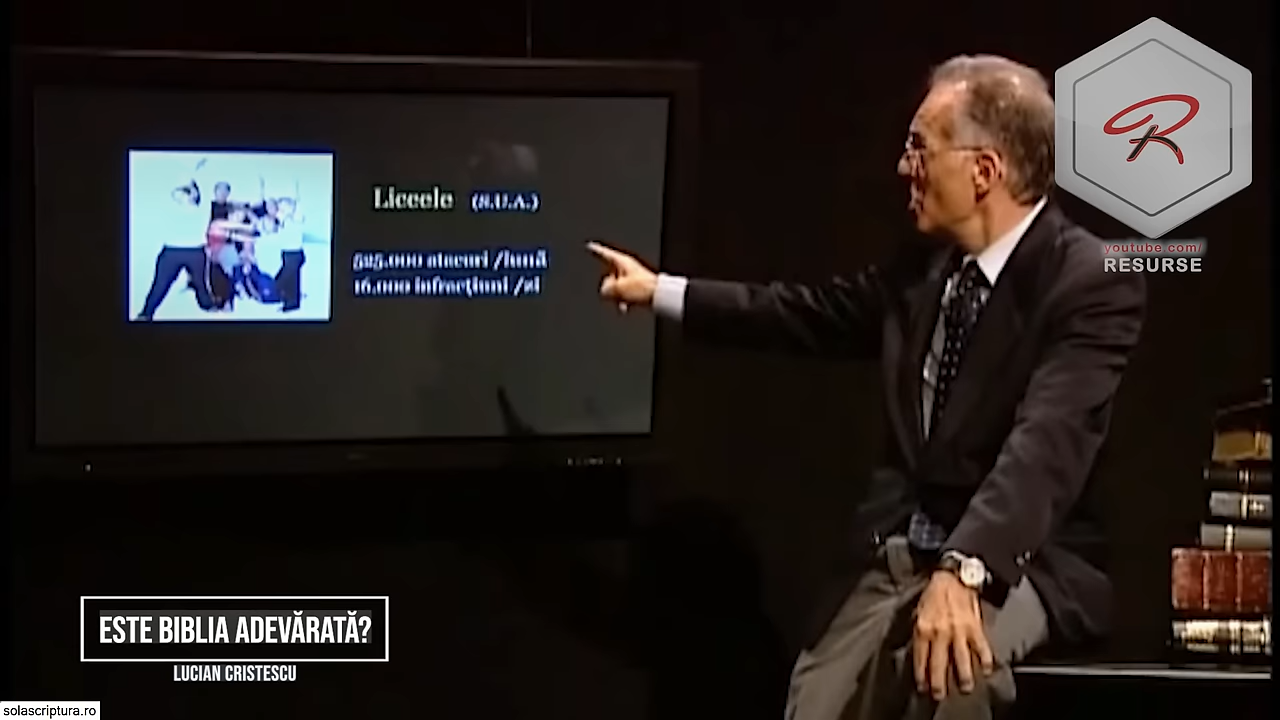 Liceele (S.U.A.)
525.000 atacuri /lună
16.000 infracțiuni /zi
R
youtube.com/
RESURSE
ESTE BIBLIA ADEVĂRATĂ?
LUCIAN CRISTESCU
solascriptura.ro